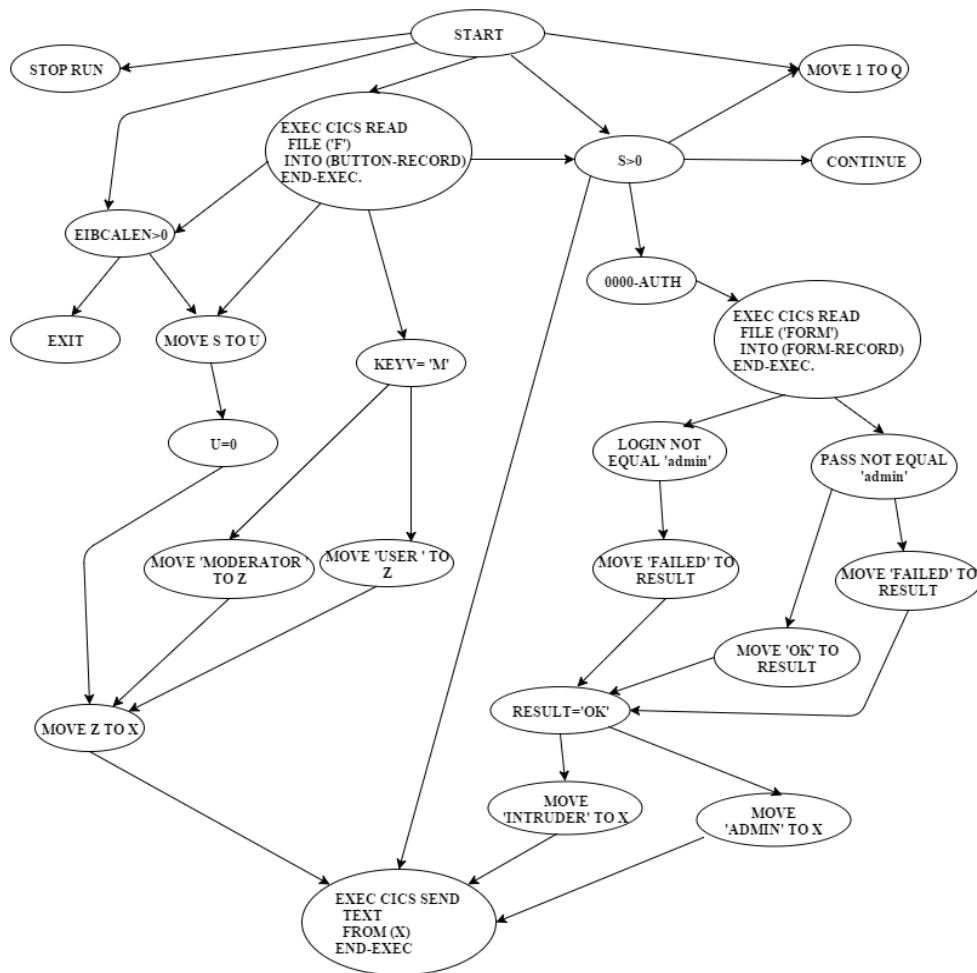 START
STOP RUN
MOVE 1 TO Q
EXEC CICS READ
FILE ('F')
INTO (BUTTON-RECORD)
END-EXEC.
S>0
CONTINUE
EIBCALEN>0
0000-AUTH
EXIT
MOVE S TO U
KEYV= 'M'
EXEC CICS READ
FILE ('FORM')
INTO (FORM-RECORD)
END-EXEC.
U=0
LOGIN NOT
EQUAL 'admin'
PASS NOT EQUAL
'admin'
MOVE 'MODERATOR '
TO Z
MOVE 'USER ' TO
Z
MOVE 'FAILED' TO
RESULT
MOVE 'FAILED' TO
RESULT
MOVE 'OK' TO
RESULT
MOVE Z TO X
RESULT='OK'
MOVE
'INTRUDER' TO X
MOVE
'ADMIN' TO X
EXEC CICS SEND
TEXT
FROM (X)
END-EXEC